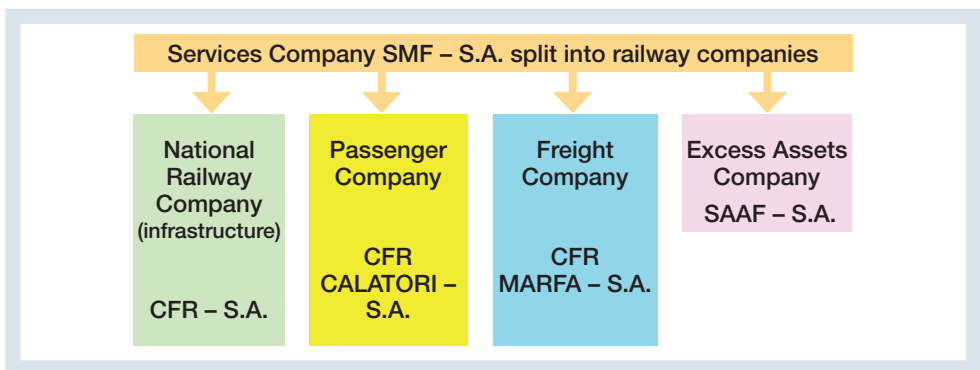 Services Company SMF – S.A. split into railway companies
National
Railway
Company
(infrastructure)
CFR – S.A.
Passenger
Company
CFR
CALATORI –
S.A.
Freight
Company
CFR
MARFA – S.A.
Excess Assets
Company
SAAF – S.A.